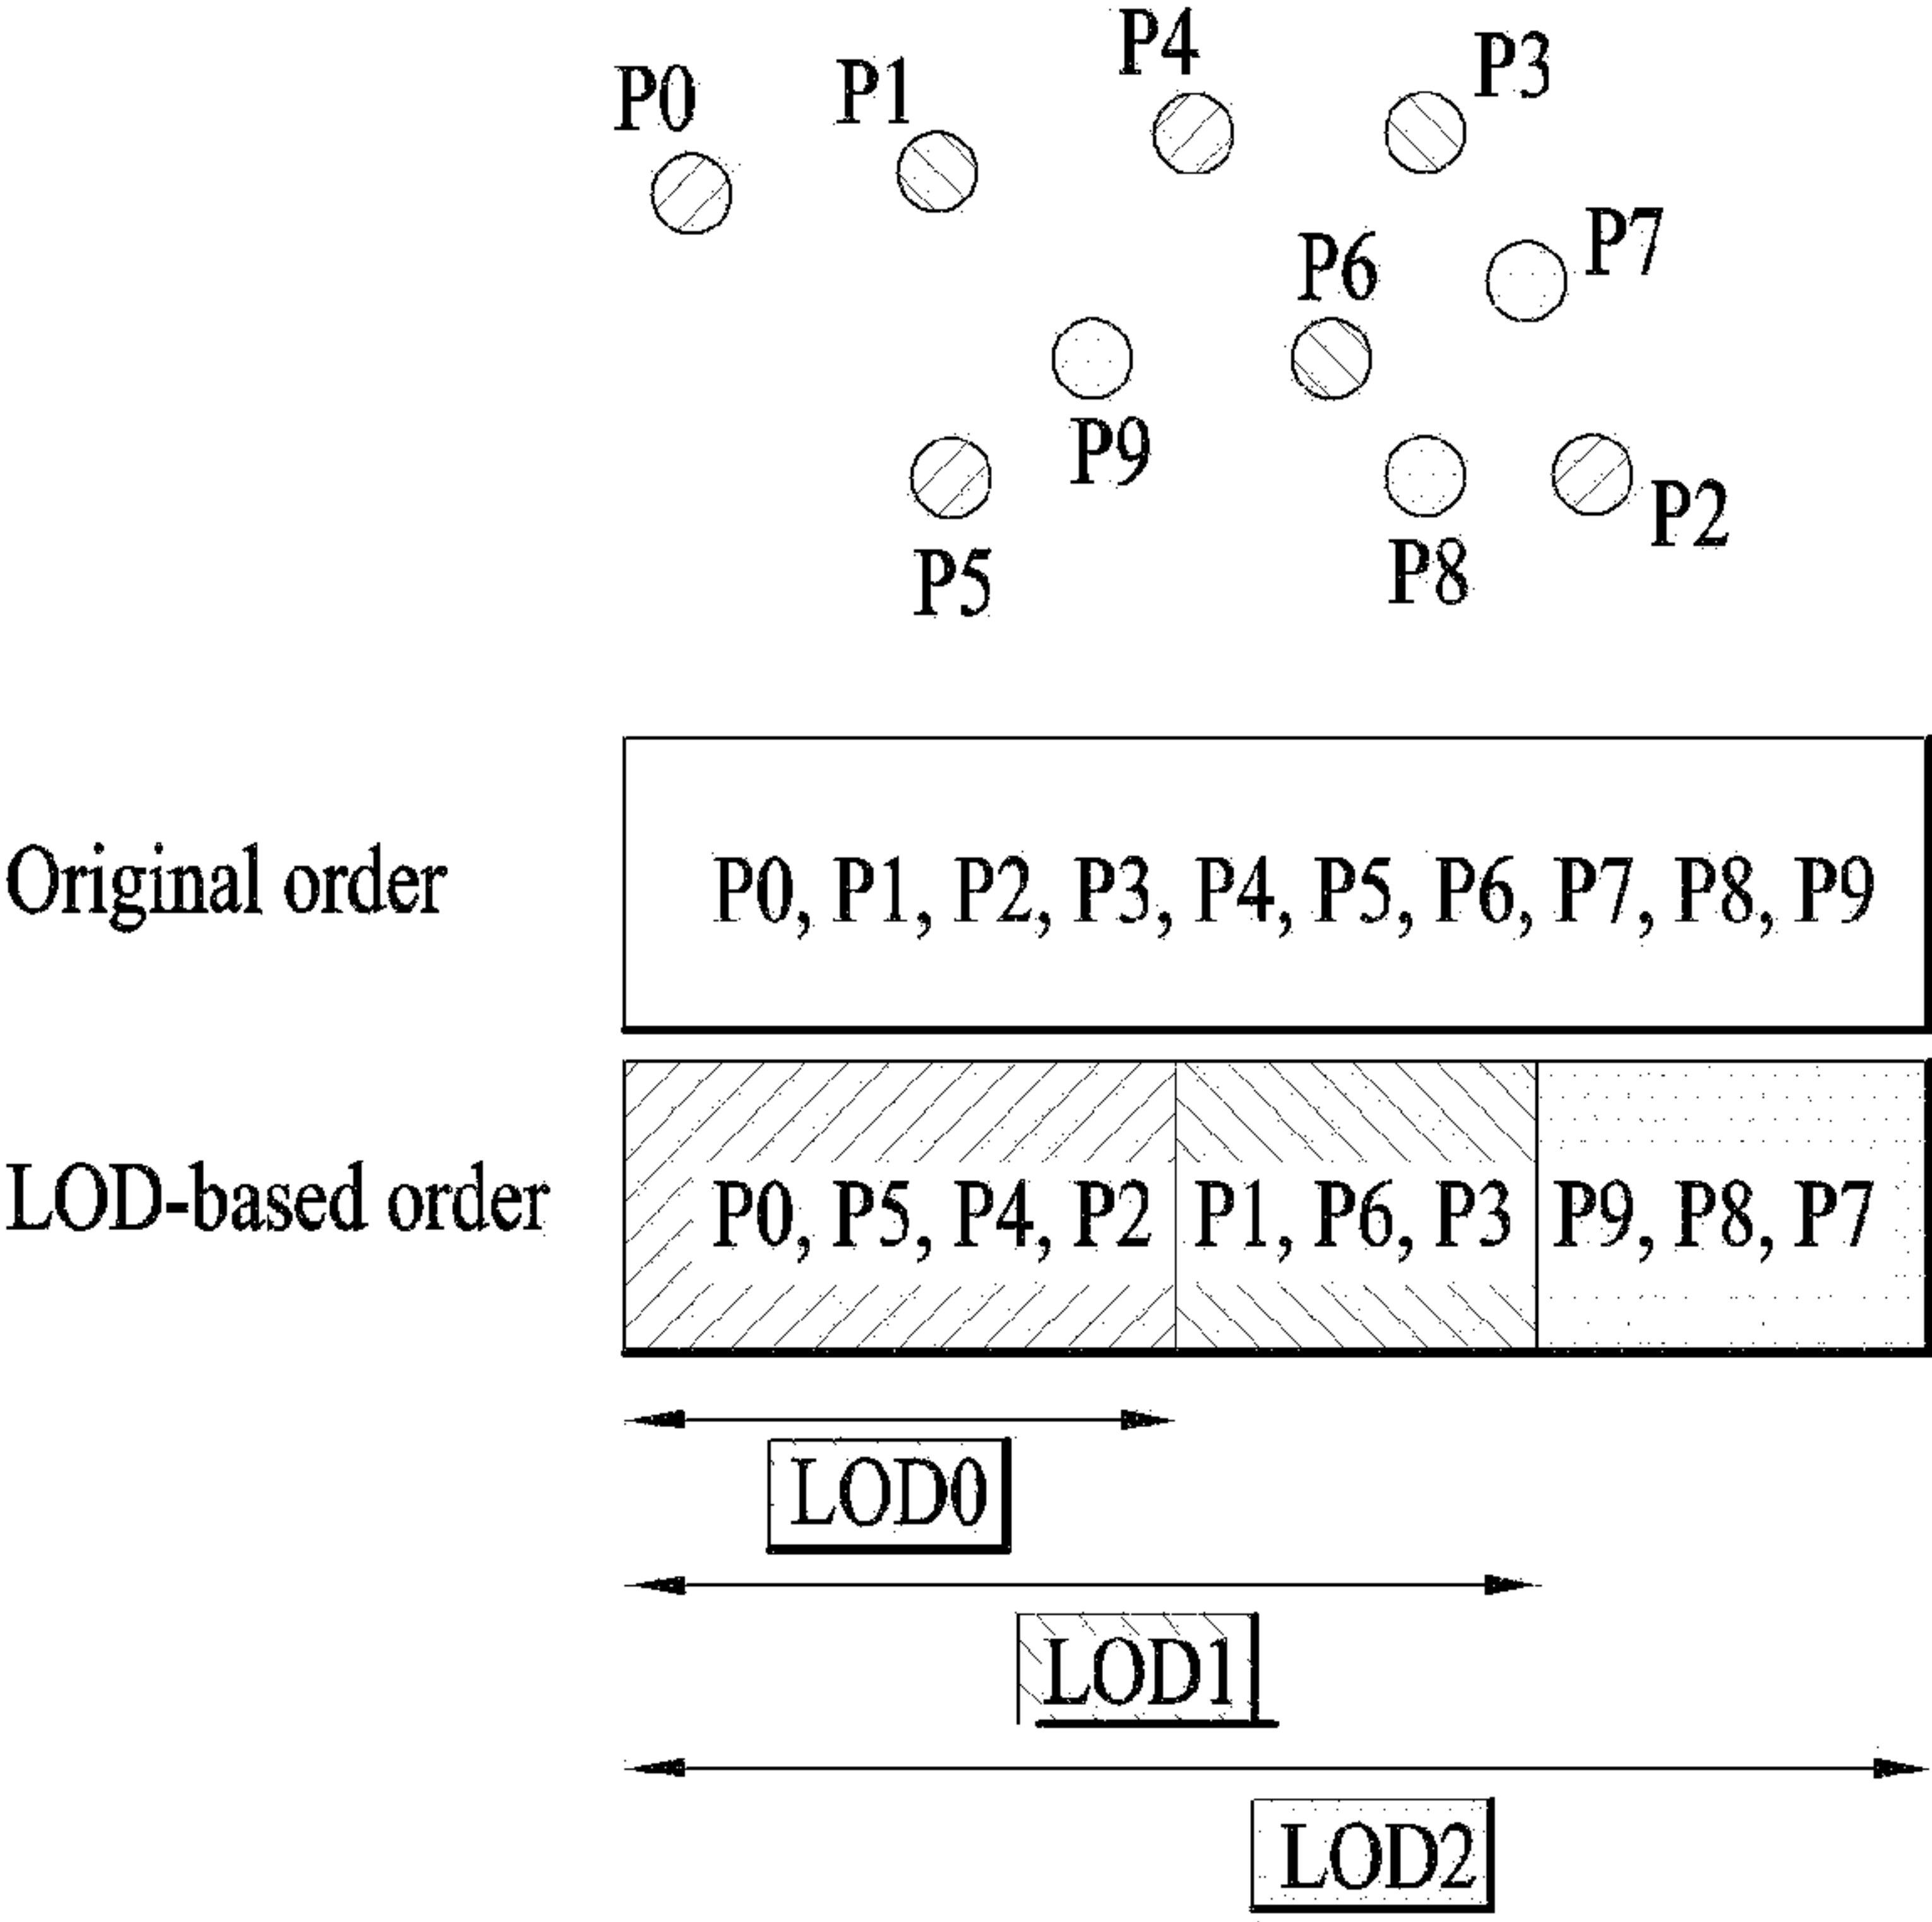 P4
P3
P0
P1
P7
P6
P9
P2
P5
P8
Original order
P0, P1, P2, P3, P4, P5, P6, P7, P8, P9
LOD-based order
P0, P5, P4, P2
P1, P6, P3
P9, P8, P7
LOD0
LOD1
LOD2